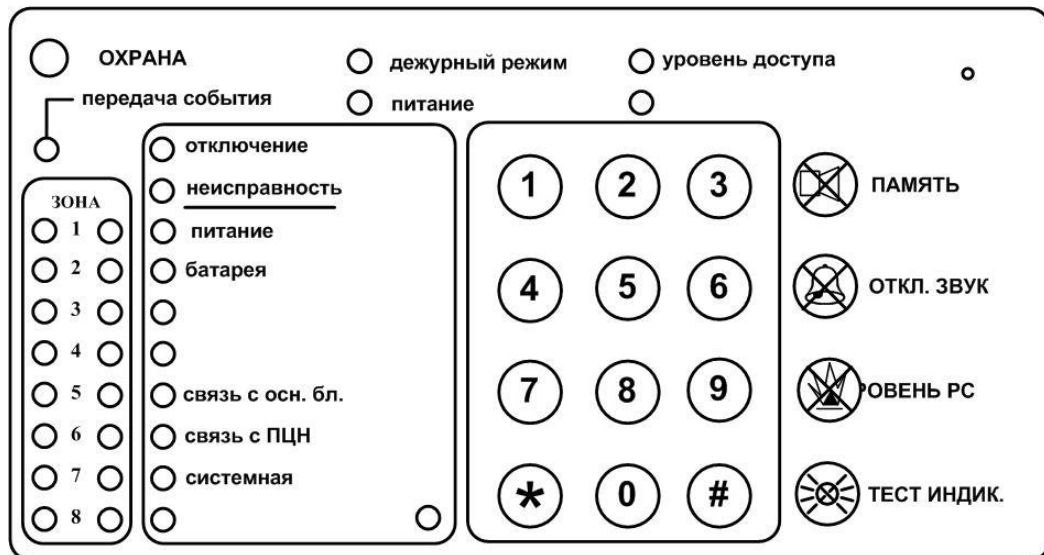 ОХРАНА
дежурный режим
уровень доступа
передача события
питание
отключение
неисправность
питание
батарея
связь с осн. бл.
связь с ПЦН
системная
ЗОНА
1
2
3
4
5
6
7
8
1 2 3
4 5 6
7 8 9
* 0 #
ПАМЯТЬ
ОТКЛ. ЗВУК
РОВЕНЬ РС
ТЕСТ ИНДИК.